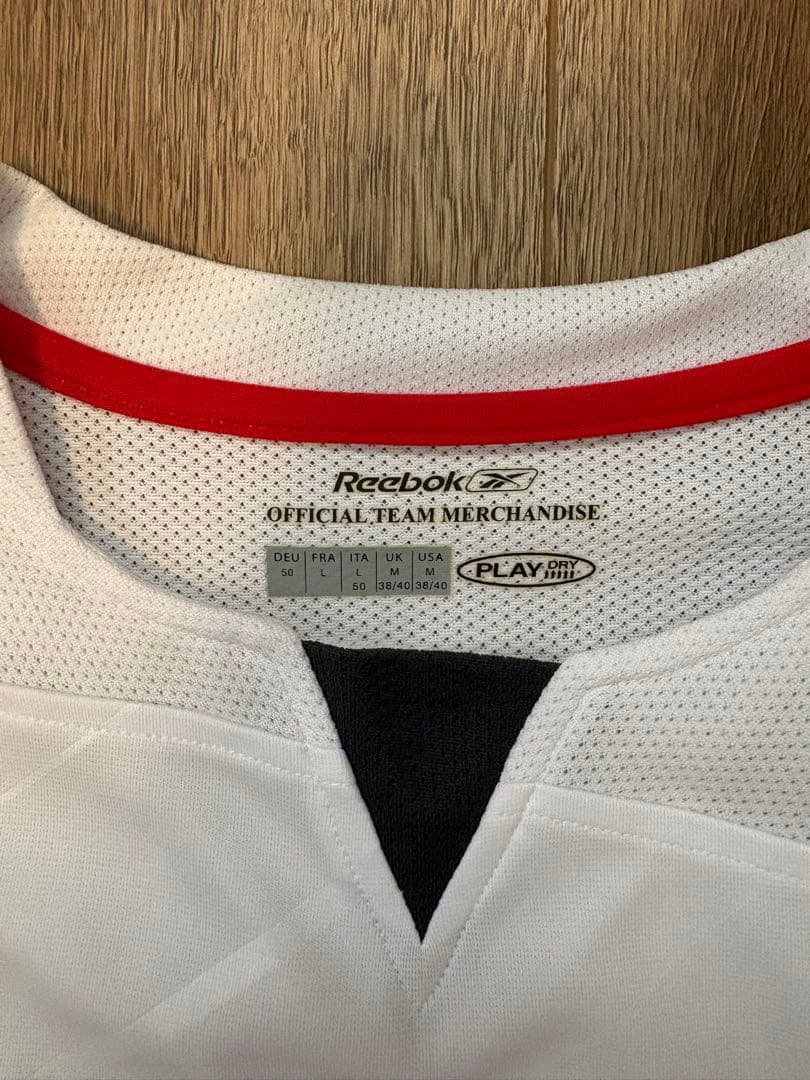 Reebok
OFFICIAL TEAM MERCHANDISE
DEU FRA ITA UK USA
50 L L M M
50 38/40 38/40
PLAY DRY